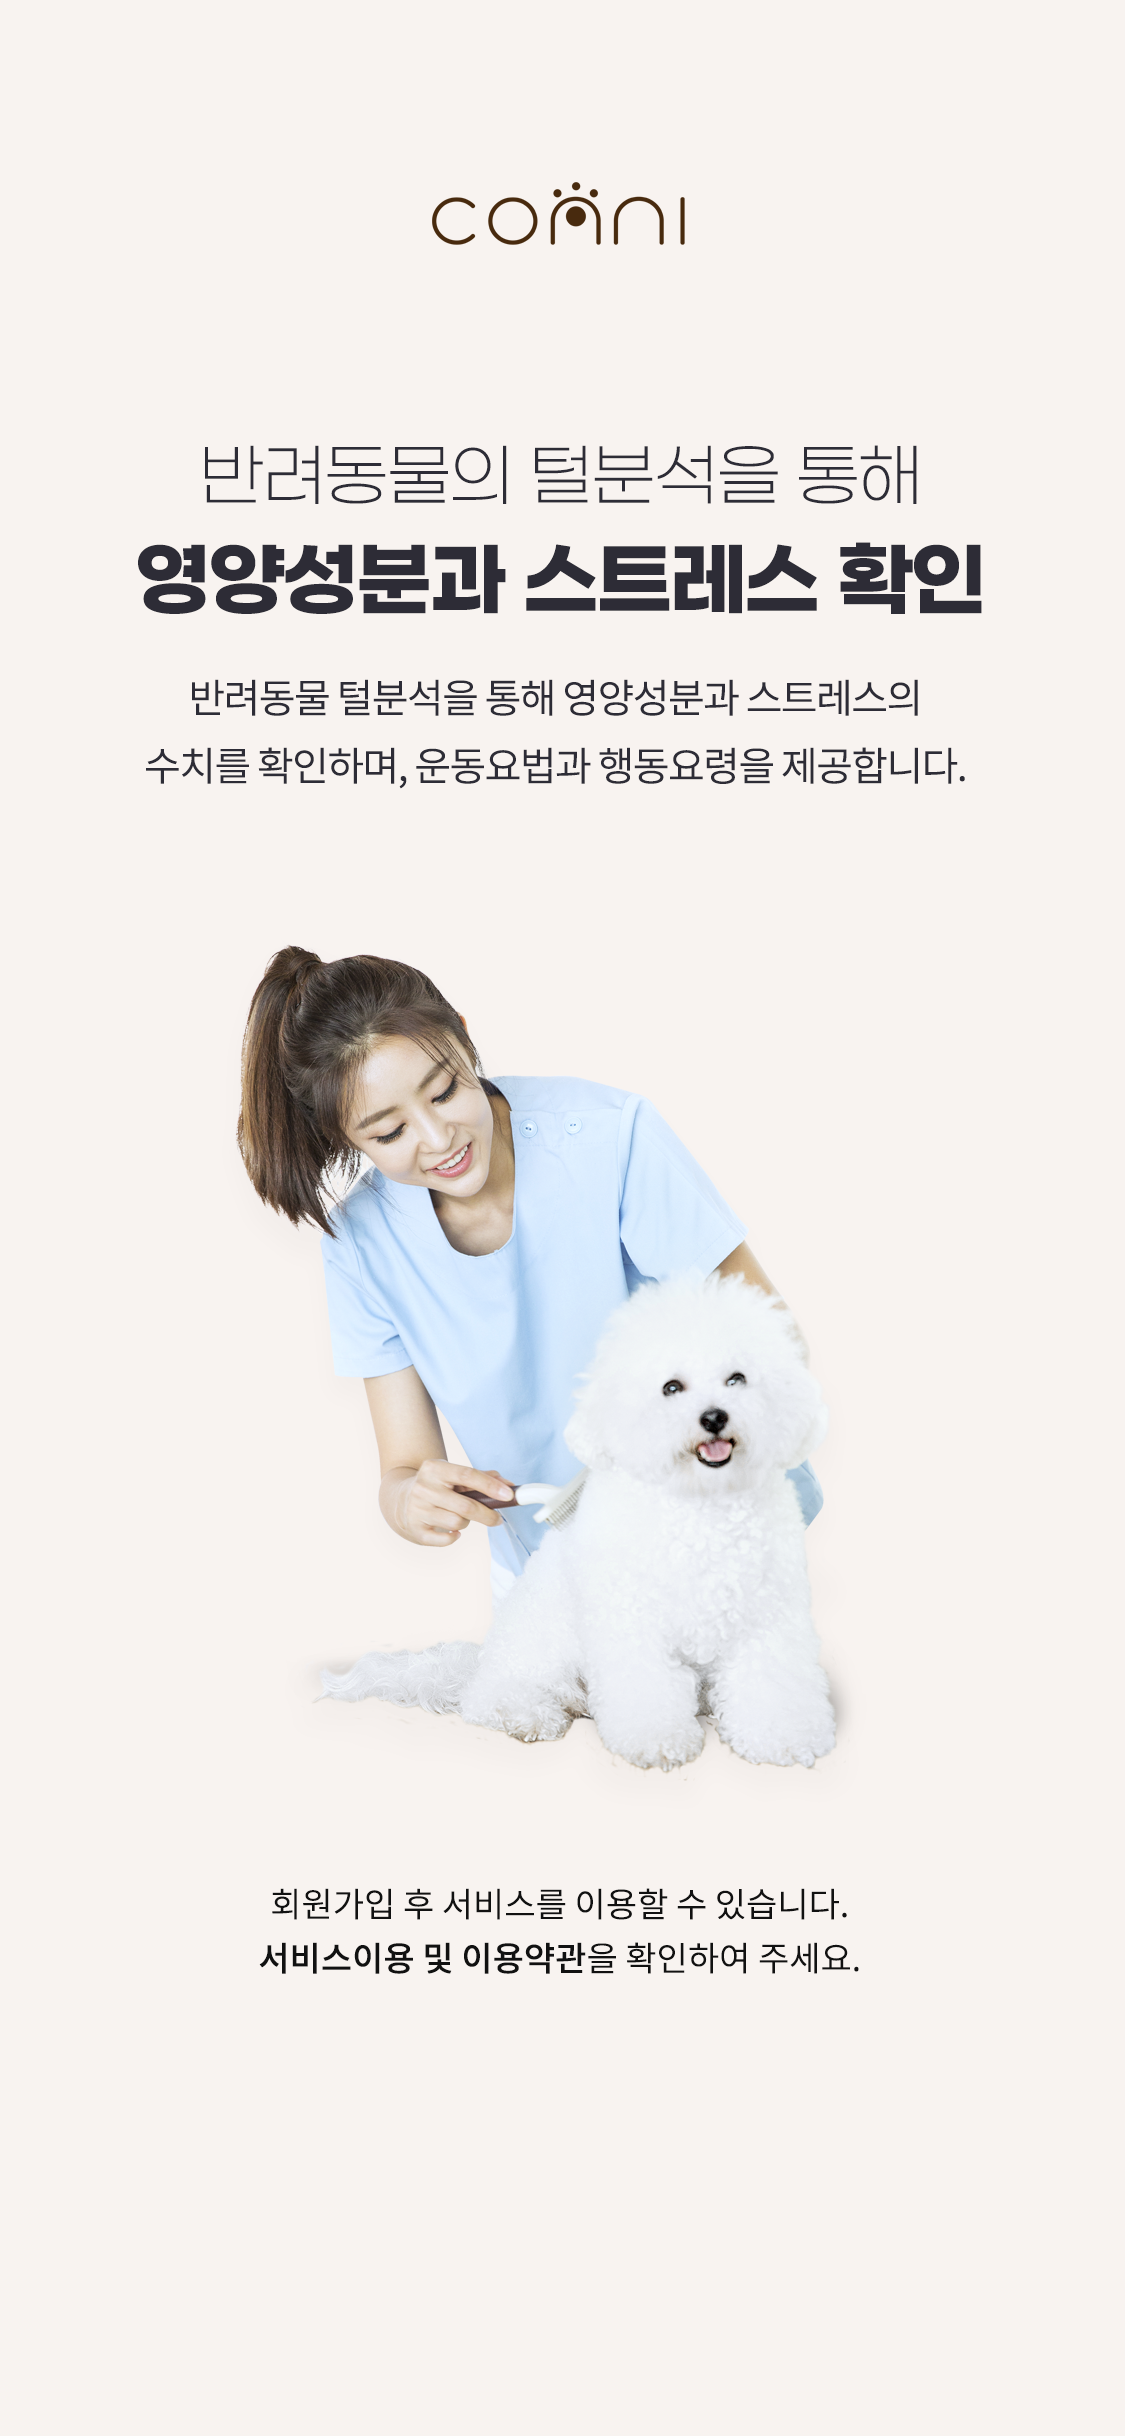 coani
반려동물의 털분석을 통해
영양성분과 스트레스 확인
반려동물 털분석을 통해 영양성분과 스트레스의
수치를 확인하며, 운동요법과 행동요령을 제공합니다.
회원가입 후 서비스를 이용할 수 있습니다.
서비스이용 및 이용약관을 확인하여 주세요.